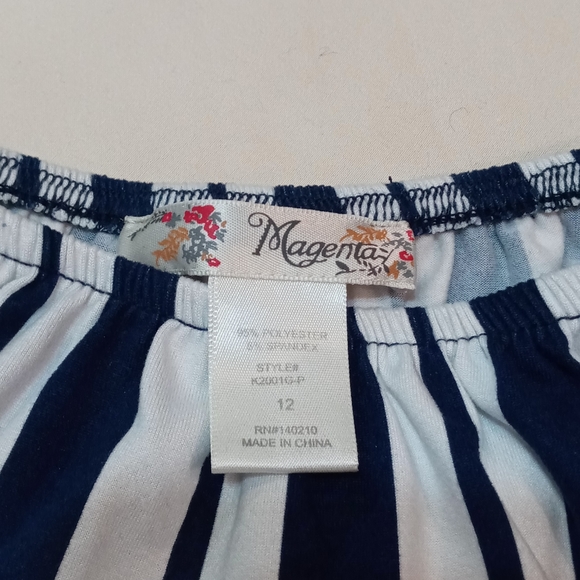 Magenta
95% POLYESTER
5% SPANDEX
STYLE#
K2001G-P
12
RN#140210
MADE IN CHINA